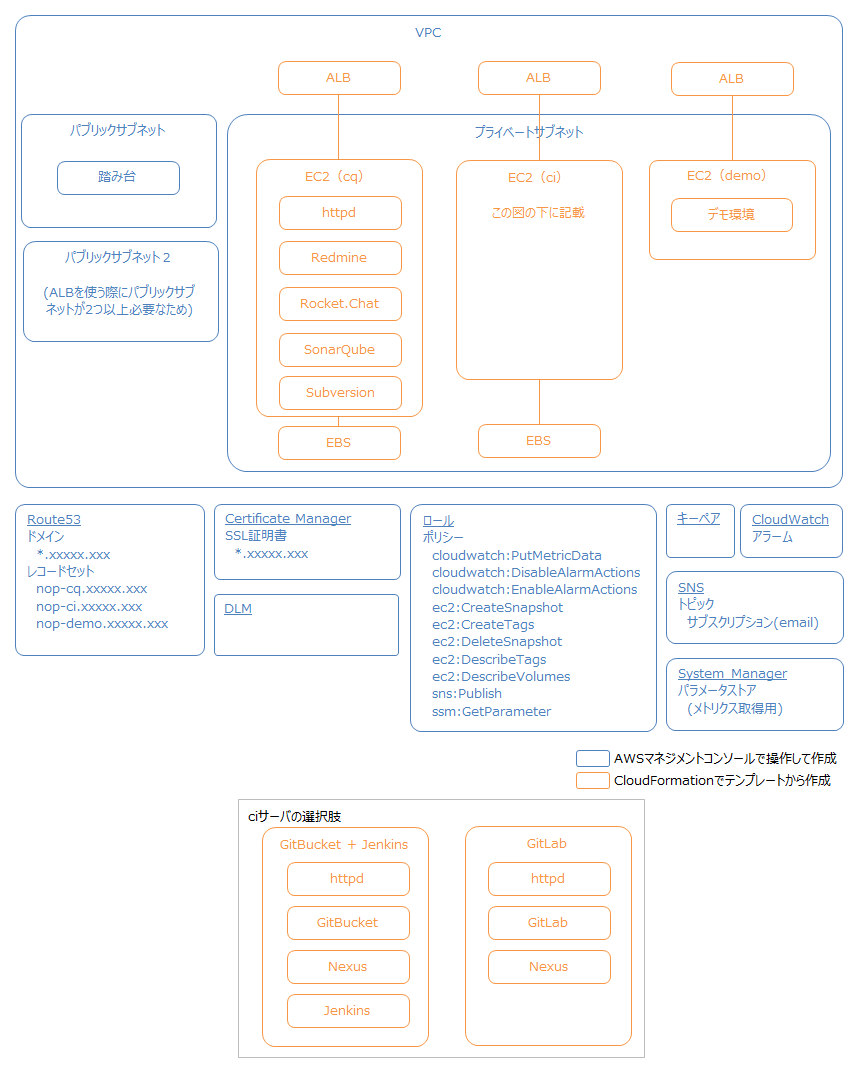 VPC
ALB
ALB
ALB
パブリックサブネット
踏み台
パブリックサブネット２
(ALBを使う際にパブリックサブ
ネットが2つ以上必要なため)
プライベートサブネット
EC2（cq）
httpd
Redmine
Rocket.Chat
SonarQube
Subversion
EBS
EC2（ci）
この図の下に記載
EBS
EC2（demo）
デモ環境
Route53
ドメイン
*.xxxxx.xxx
レコードセット
nop-cq.xxxxx.xxx
nop-ci.xxxxx.xxx
nop-demo.xxxxx.xxx
Certificate Manager
SSL証明書
*.xxxxx.xxx
DLM
ロール
ポリシー
cloudwatch:PutMetricData
cloudwatch:DisableAlarmActions
cloudwatch:EnableAlarmActions
ec2:CreateSnapshot
ec2:CreateTags
ec2:DeleteSnapshot
ec2:DescribeTags
ec2:DescribeVolumes
sns:Publish
ssm:GetParameter
キーペア
CloudWatch
アラーム
SNS
トピック
サブスクリプション(email)
System Manager
パラメータストア
(メトリクス取得用)
AWSマネジメントコンソールで操作して作成
CloudFormationでテンプレートから作成
ciサーバの選択肢
GitBucket + Jenkins
httpd
GitBucket
Nexus
Jenkins
GitLab
httpd
GitLab
Nexus